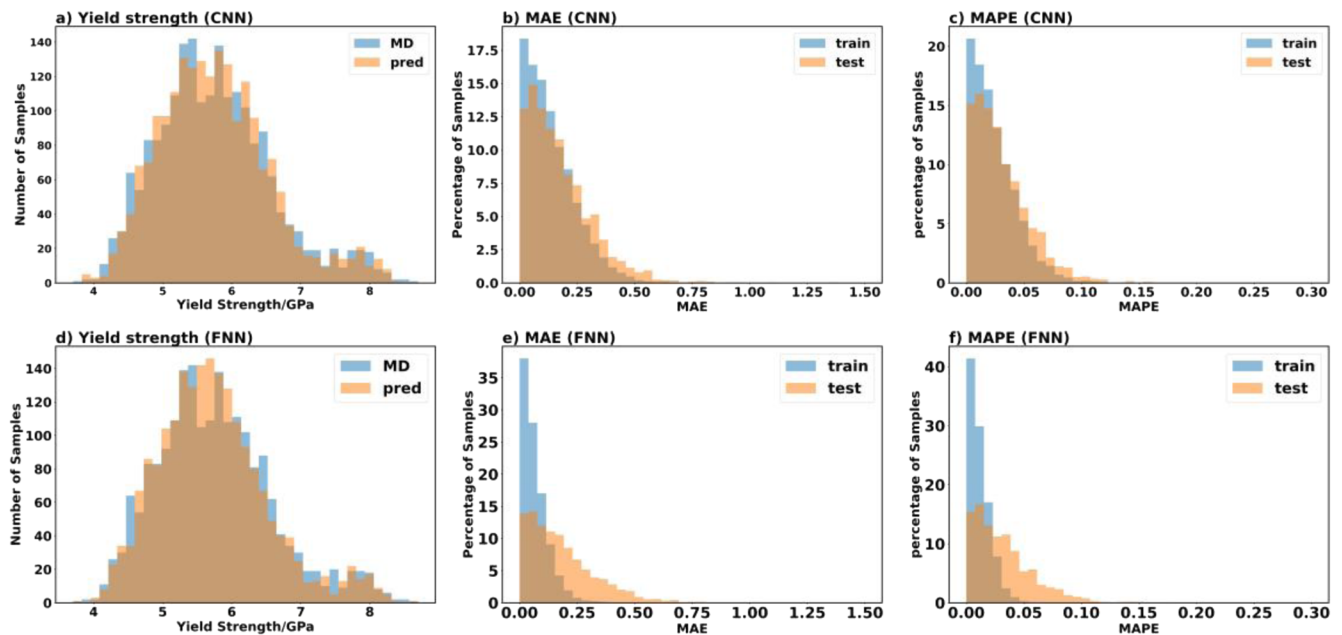 a) Yield strength (CNN)
Number of Samples
140
120
100
80
60
40
20
0
MD
pred
4 5 6 7 8
Yield Strength/GPa
b) MAE (CNN)
Percentage of Samples
17.5
15.0
12.5
10.0
7.5
5.0
2.5
0.0
train
test
0.00 0.25 0.50 0.75 1.00 1.25 1.50
MAE
c) MAPE (CNN)
percentage of Samples
20
15
10
5
0
train
test
0.00 0.05 0.10 0.15 0.20 0.25 0.30
MAPE
d) Yield strength (FNN)
Number of Samples
140
120
100
80
60
40
20
0
MD
pred
4 5 6 7 8
Yield Strength/GPa
e) MAE (FNN)
Percentage of Samples
35
30
25
20
15
10
5
0
train
test
0.00 0.25 0.50 0.75 1.00 1.25 1.50
MAE
f) MAPE (FNN)
percentage of Samples
40
30
20
10
0
train
test
0.00 0.05 0.10 0.15 0.20 0.25 0.30
MAPE